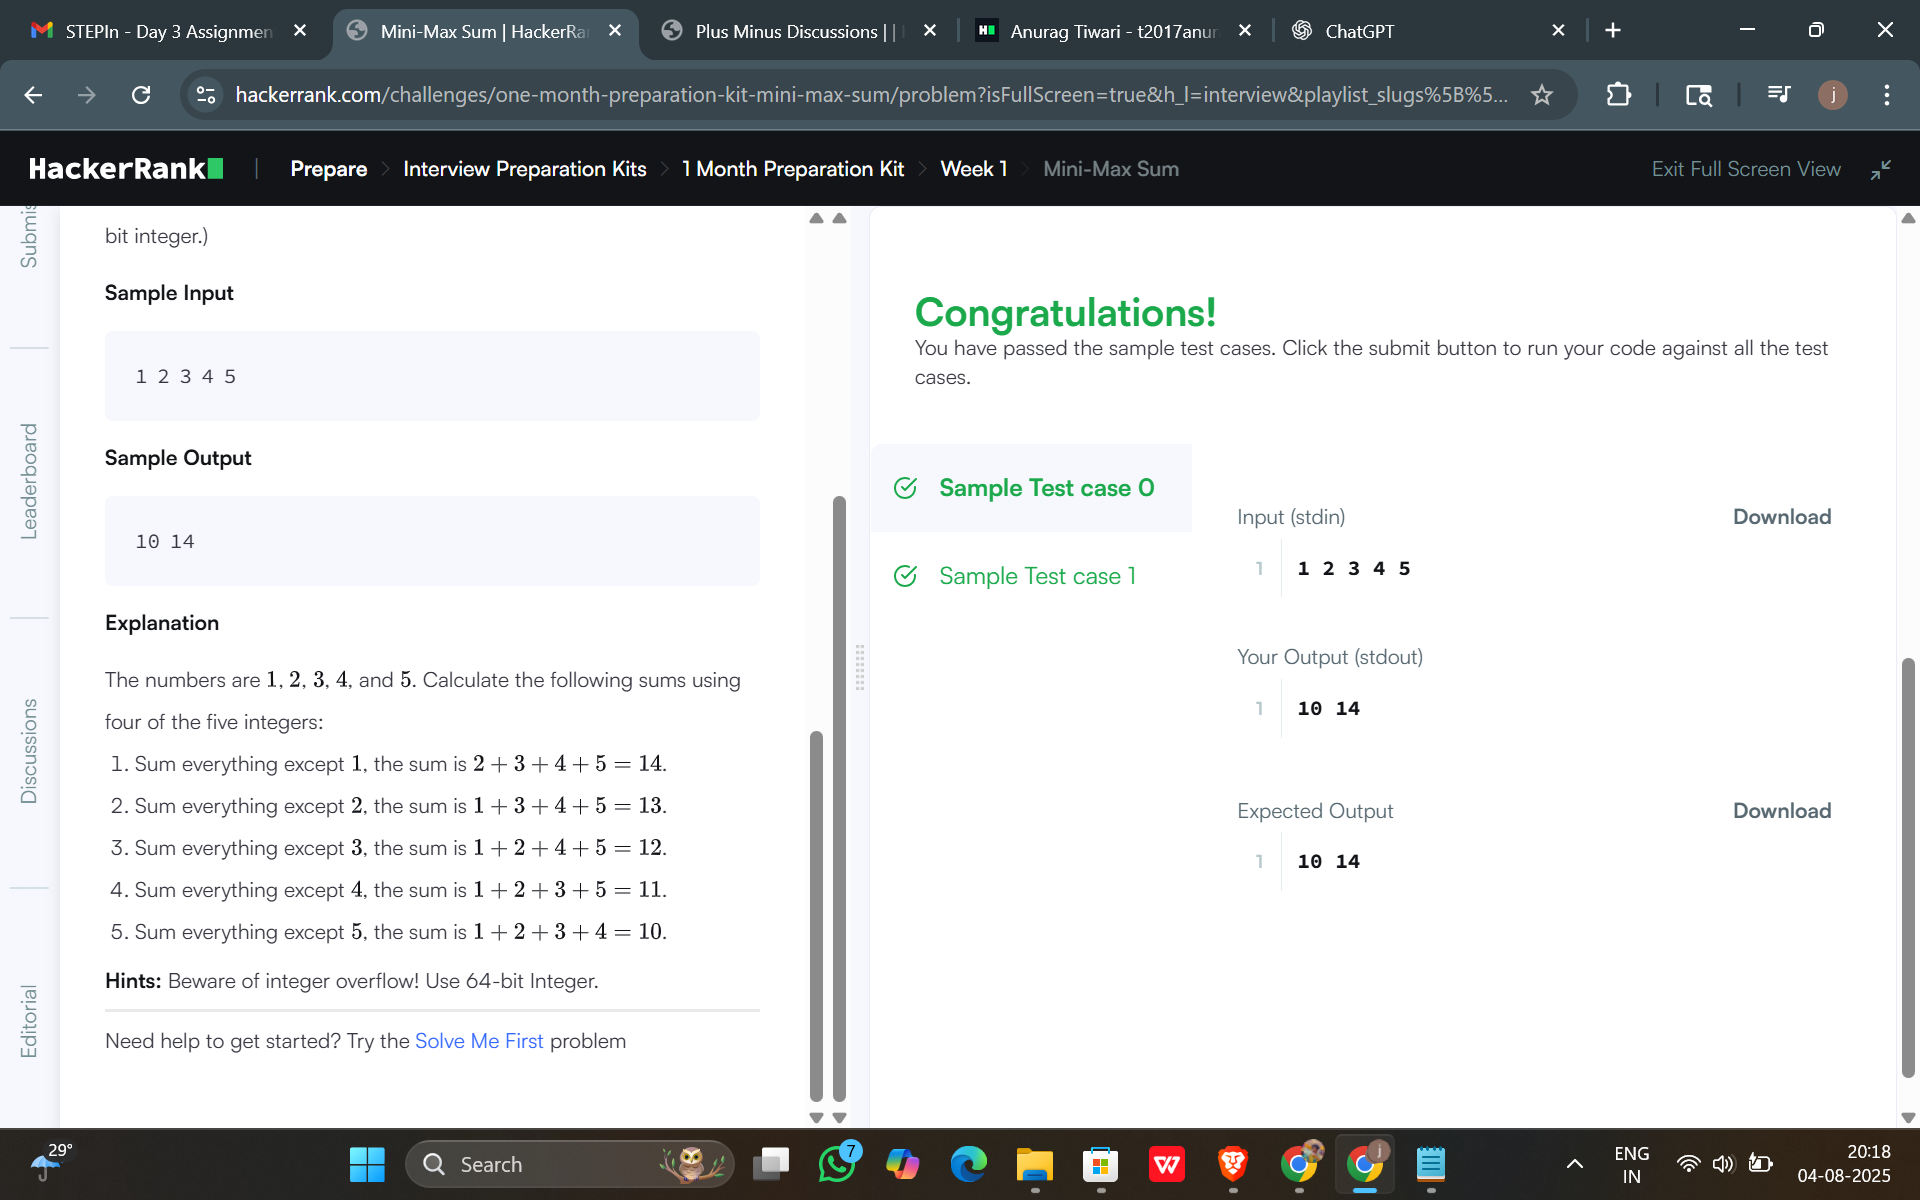 STEPIn - Day 3 Assignmen
Mini-Max Sum | HackerRa
Plus Minus Discussions | |
Anurag Tiwari - t2017anur
ChatGPT
hackerrank.com/challenges/one-month-preparation-kit-mini-max-sum/problem?isFullScreen=true&h_l=interview&playlist_slugs%5B%5...
j
HackerRank
Prepare
Interview Preparation Kits
1 Month Preparation Kit
Week 1
Mini-Max Sum
Exit Full Screen View
Submis
Leaderboard
Discussions
Editorial
bit integer.)
Sample Input
1 2 3 4 5
Sample Output
10 14
Explanation
The numbers are 1, 2, 3, 4, and 5. Calculate the following sums using
four of the five integers:
1. Sum everything except 1, the sum is 2 + 3 + 4 + 5 = 14.
2. Sum everything except 2, the sum is 1 + 3 + 4 + 5 = 13.
3. Sum everything except 3, the sum is 1 + 2 + 4 + 5 = 12.
4. Sum everything except 4, the sum is 1 + 2 + 3 + 5 = 11.
5. Sum everything except 5, the sum is 1 + 2 + 3 + 4 = 10.
Hints: Beware of integer overflow! Use 64-bit Integer.
Need help to get started? Try the Solve Me First problem
Congratulations!
You have passed the sample test cases. Click the submit button to run your code against all the test
cases.
Sample Test case 0
Sample Test case 1
Input (stdin)
Download
1 1 2 3 4 5
Your Output (stdout)
1 10 14
Expected Output
Download
1 10 14
29°
Search
7
ENG
IN
20:18
04-08-2025